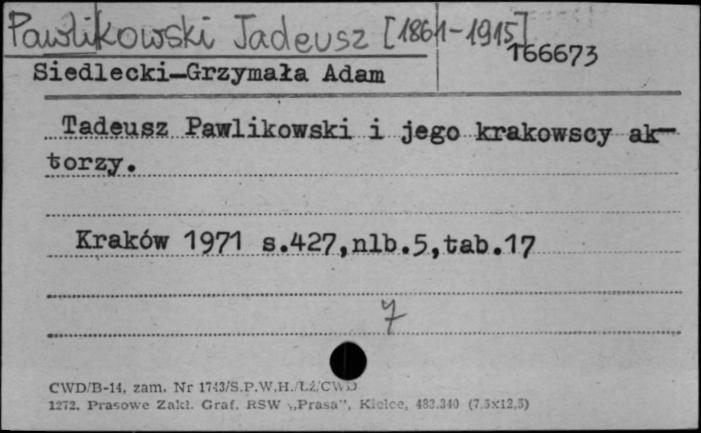 Pawlikowski Tadeusz [1861-1915]
T66673
Siedlecki-Grzymała Adam
Tadeusz Pawlikowski i jego krakowscy ak-
torzy.
Kraków 1971 s.427,nlb.5,tab.17
7
CWD/B-14, zam. Nr 1743/S.P.W.H./Łź/CWD
1272. Prasowe Zakł. Graf. RSW „Prasa", Kielce, 483.340 (7,5x12,5)